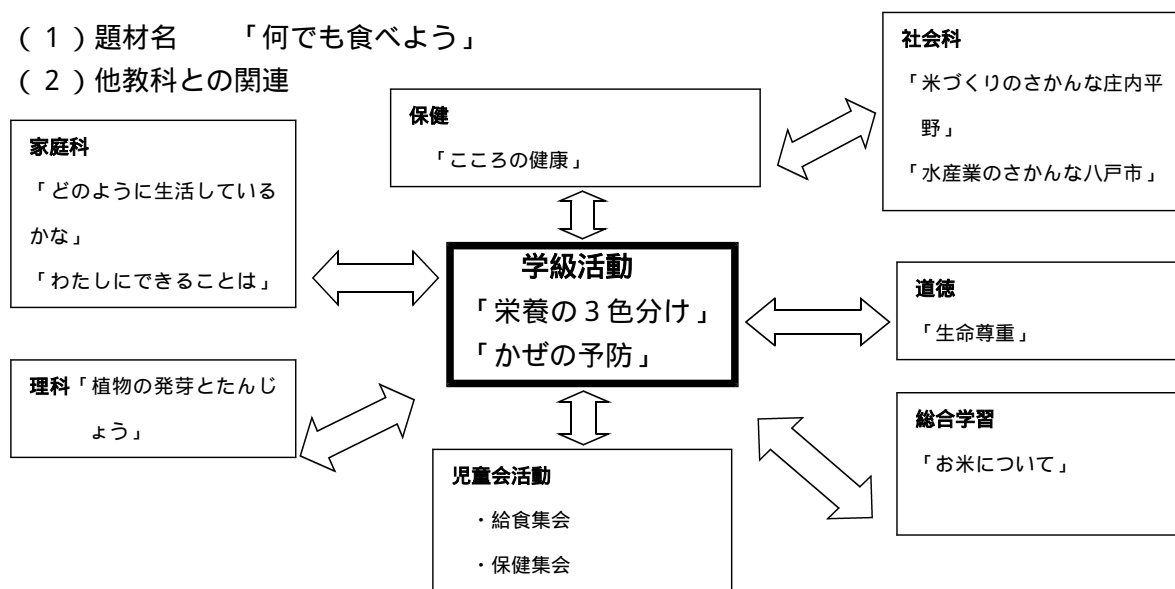 (1)題材名 「何でも食べよう」
(2)他教科との関連
社会科
「米づくりのさかんな庄内平
野」
「水産業のさかんな八戸市」
保健
「こころの健康」
家庭科
「どのように生活している
かな」
「わたしにできることは」
学級活動
「栄養の3色分け」
「かぜの予防」
道徳
「生命尊重」
理科「植物の発芽とたんじ
ょう」
総合学習
「お米について」
児童会活動
・給食集会
・保健集会